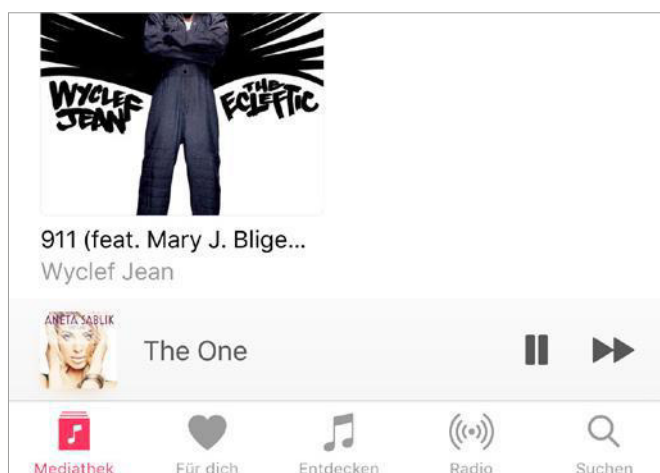 WYCLEF
JEAN
THE
ECLEFTIC
911 (feat. Mary J. Blige...
Wyclef Jean
ANETA SABLIK
The One
Mediathek
Für dich
Entdecken
Radio
Suchen